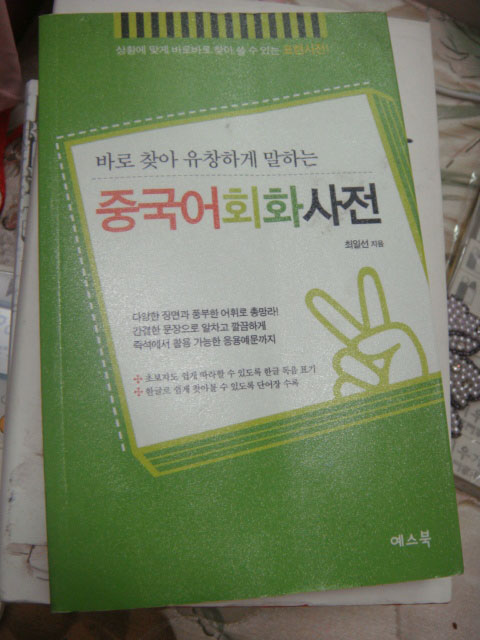 상황에 맞게 바로바로 찾아 쓸 수 있는 표현사전!
바로 찾아 유창하게 말하는
중국어회화사전
최일선 지음
다양한 장면과 풍부한 어휘로 총망라!
간결한 문장으로 알차고 깔끔하게
즉석에서 활용 가능한 응용예문까지
초보자도 쉽게 따라할 수 있도록 한글 독음 표기
한글로 쉽게 찾아볼 수 있도록 단어장 수록
예스북